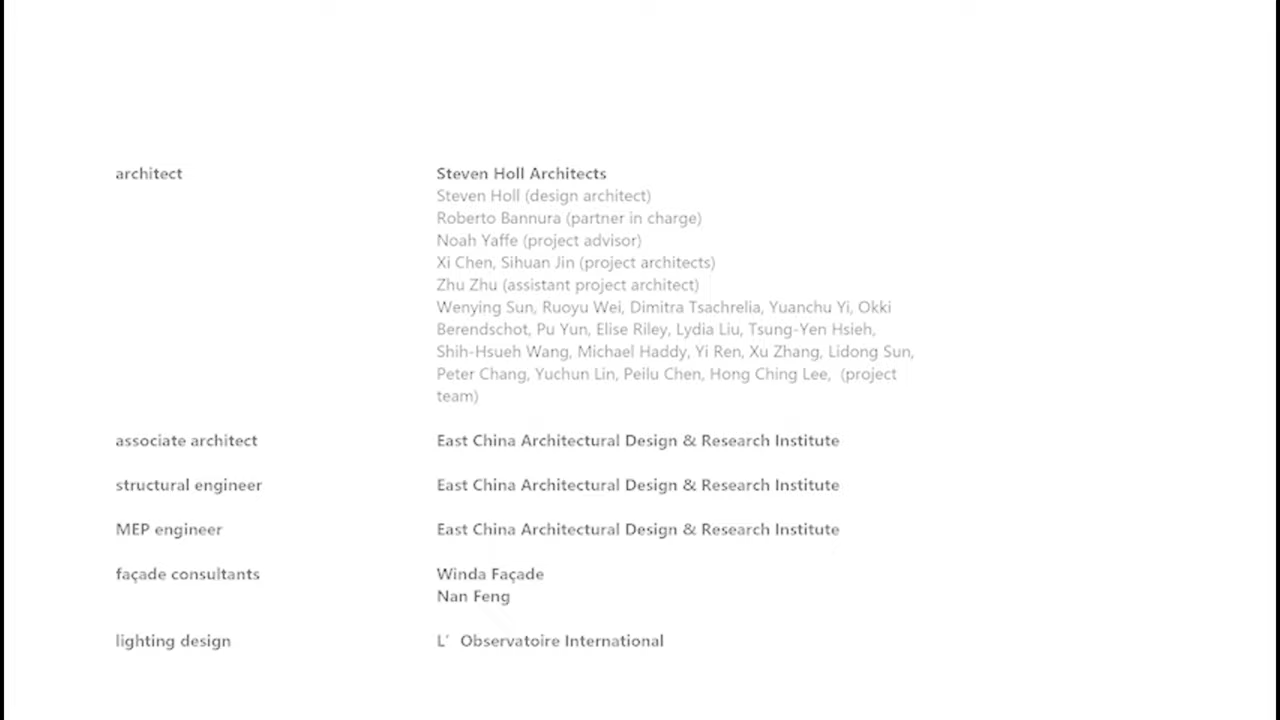 architect Steven Holl Architects
Steven Holl (design architect)
Roberto Bannura (partner in charge)
Noah Yaffe (project advisor)
Xi Chen, Sihuan Jin (project architects)
Zhu Zhu (assistant project architect)
Wenying Sun, Ruoyu Wei, Dimitra Tsachrelia, Yuanchu Yi, Okki
Berendschot, Pu Yun, Elise Riley, Lydia Liu, Tsung-Yen Hsieh,
Shih-Hsueh Wang, Michael Haddy, Yi Ren, Xu Zhang, Lidong Sun,
Peter Chang, Yuchun Lin, Peilu Chen, Hong Ching Lee,  (project
team)
associate architect East China Architectural Design & Research Institute
structural engineer East China Architectural Design & Research Institute
MEP engineer East China Architectural Design & Research Institute
façade consultants Winda Façade
Nan Feng
lighting design L’ Observatoire International